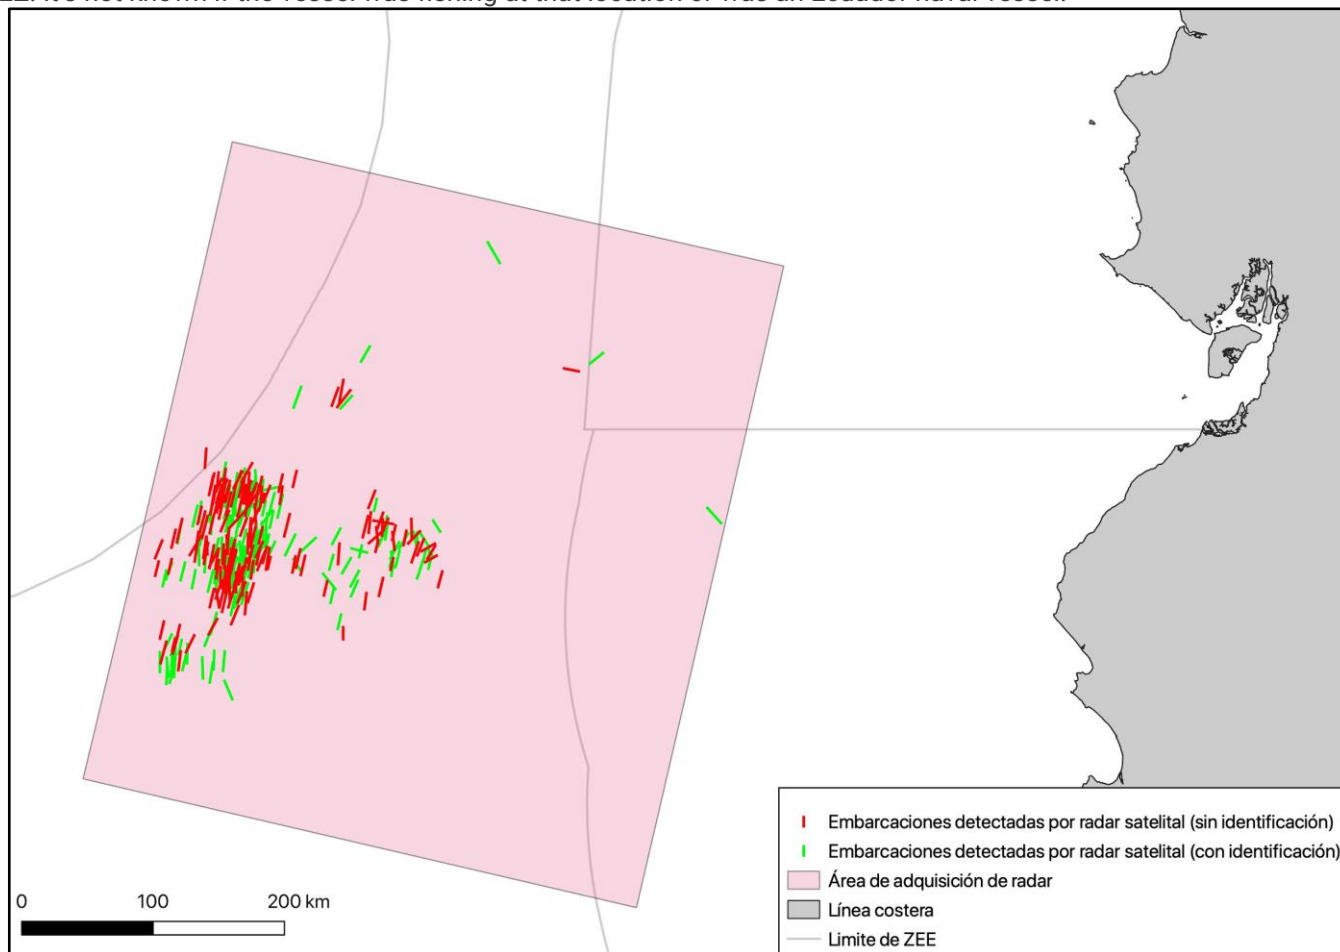 EEZ. It's not known if the vessel was fishing at that location or was an Ecuador naval vessel.
Embarcaciones detectadas por radar satelital (sin identificación)
Embarcaciones detectadas por radar satelital (con identificación)
Área de adquisición de radar
Línea costera
Limite de ZEE
0 100 200 km